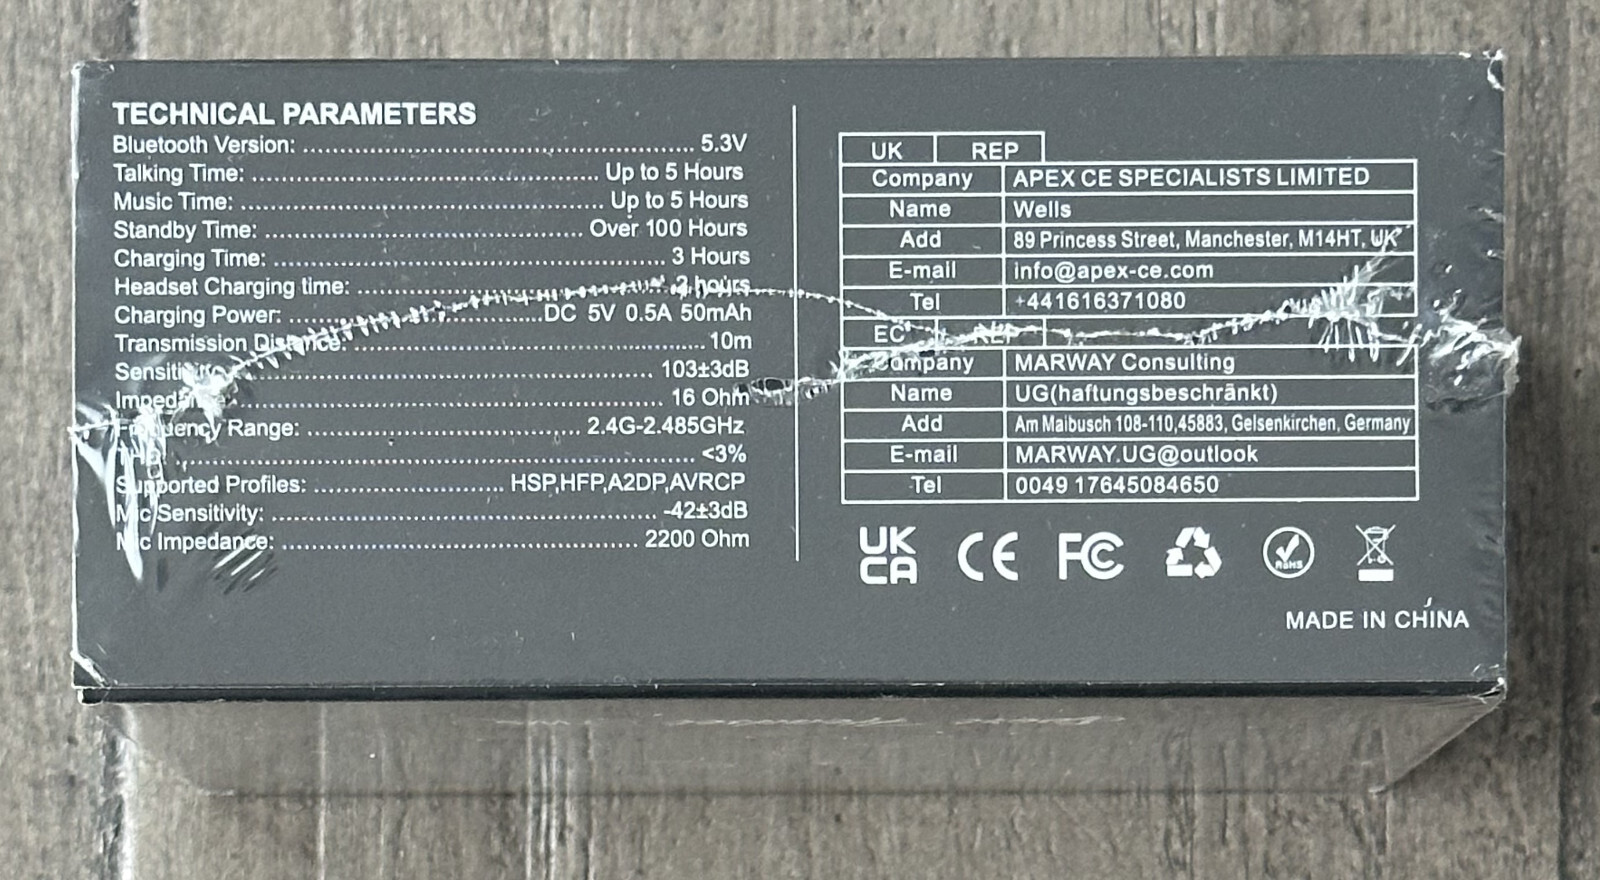 TECHNICAL PARAMETERS
Bluetooth Version: ........ 5.3V
Talking Time: ........ Up to 5 Hours
Music Time: ........ Up to 5 Hours
Standby Time: ........ Over 100 Hours
Charging Time: ........ 3 Hours
Headset Charging time: ........ 2 hours
Charging Power: ........DC 5V 0.5A 50mAh
Transmission Distance: ........ 10m
........ 103±3dB
........ 16 Ohm
Frequency Range: ........ 2.4G-2.485GHz
........ <3%
Supported Profiles: ........ HSP,HFP,A2DP,AVRCP
Mic Sensitivity: ........ -42±3dB
Mic Impedance: ........ 2200 Ohm
UK REP
Company APEX CE SPECIALISTS LIMITED
Name Wells
Add 89 Princess Street, Manchester, M14HT, UK
E-mail info@apex-ce.com
Tel +441616371080
EC REP
Company MARWAY Consulting
Name UG(haftungsbeschränkt)
Add Am Maibusch 108-110,45883, Gelsenkirchen, Germany
E-mail MARWAY.UG@outlook
Tel 0049 17645084650
UK CA CE FC RoHS
MADE IN CHINA